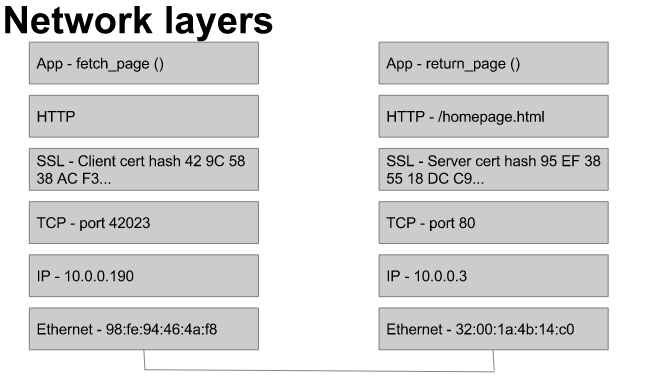 Network layers
App - fetch_page ()
HTTP
SSL - Client cert hash 42 9C 58
38 AC F3...
TCP - port 42023
IP - 10.0.0.190
Ethernet - 98:fe:94:46:4a:f8
App - return_page ()
HTTP - /homepage.html
SSL - Server cert hash 95 EF 38
55 18 DC C9...
TCP - port 80
IP - 10.0.0.3
Ethernet - 32:00:1a:4b:14:c0